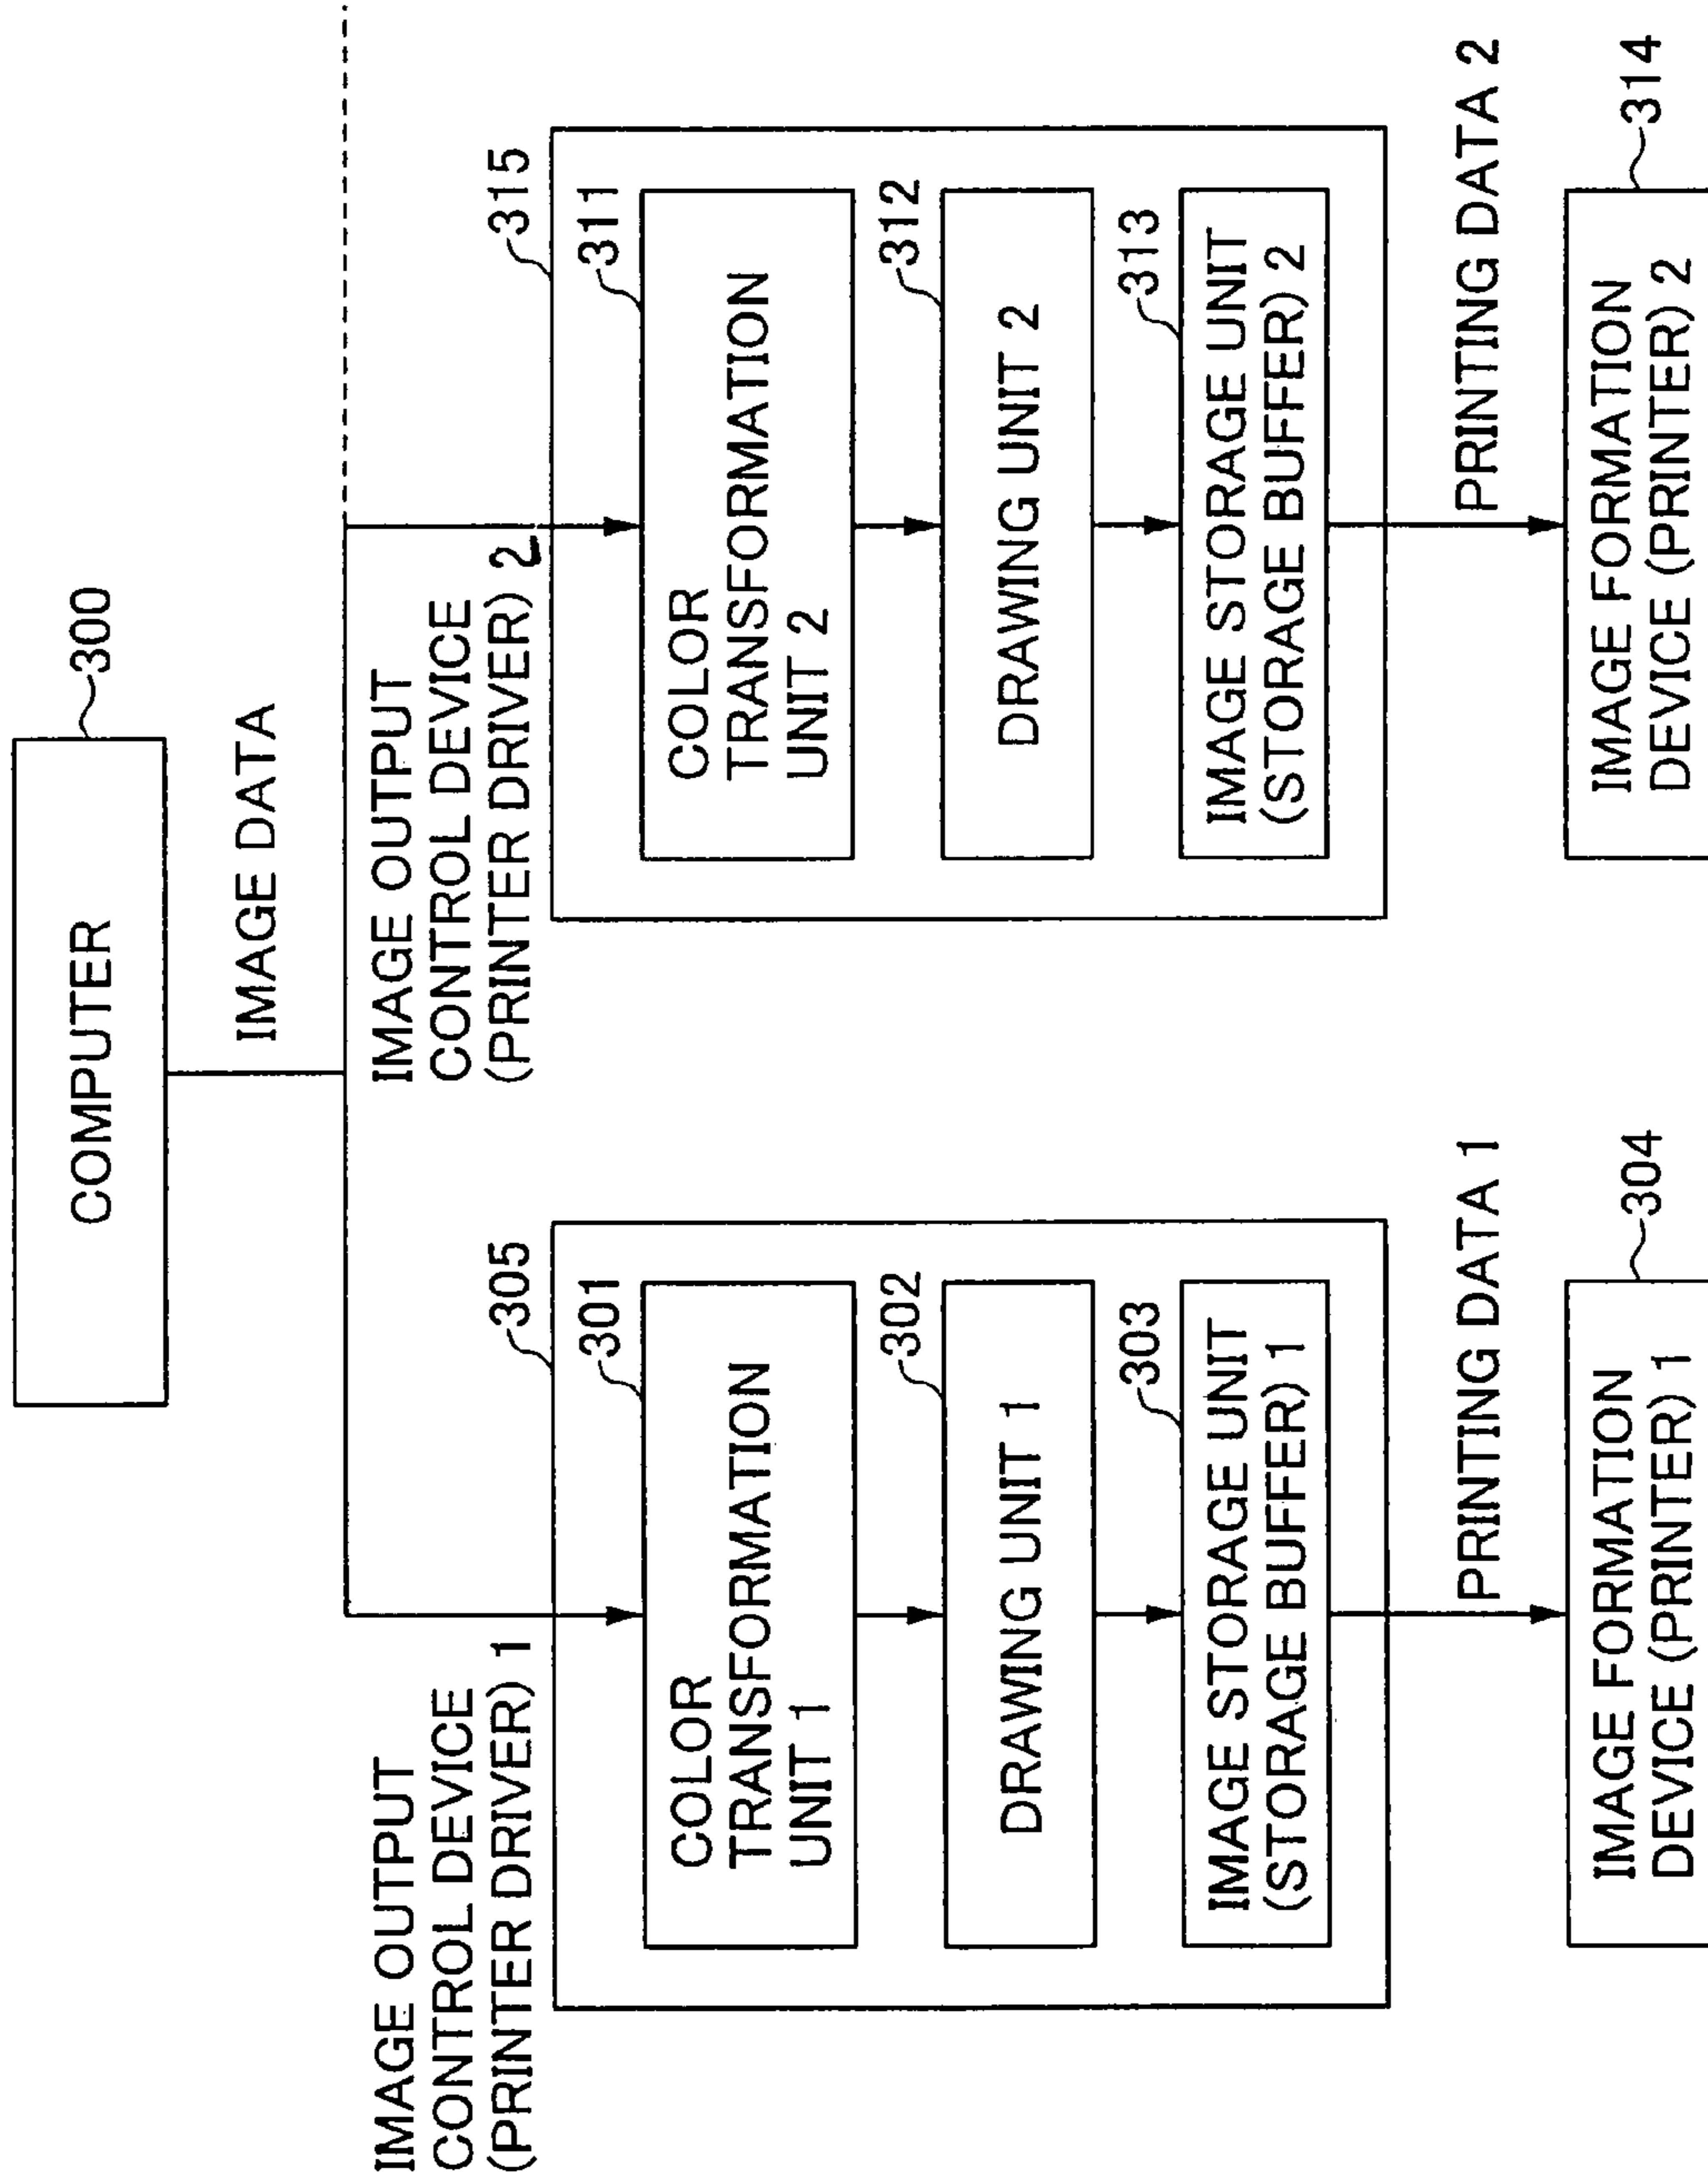 COMPUTER
300
IMAGE DATA
IMAGE OUTPUT
CONTROL DEVICE
(PRINTER DRIVER) 1
305
301
COLOR
TRANSFORMATION
UNIT 1
302
DRAWING UNIT 1
303
IMAGE STORAGE UNIT
(STORAGE BUFFER) 1
PRINTING DATA 1
304
IMAGE FORMATION
DEVICE (PRINTER) 1
IMAGE OUTPUT
CONTROL DEVICE
(PRINTER DRIVER) 2
315
311
COLOR
TRANSFORMATION
UNIT 2
312
DRAWING UNIT 2
313
IMAGE STORAGE UNIT
(STORAGE BUFFER) 2
PRINTING DATA 2
314
IMAGE FORMATION
DEVICE (PRINTER) 2